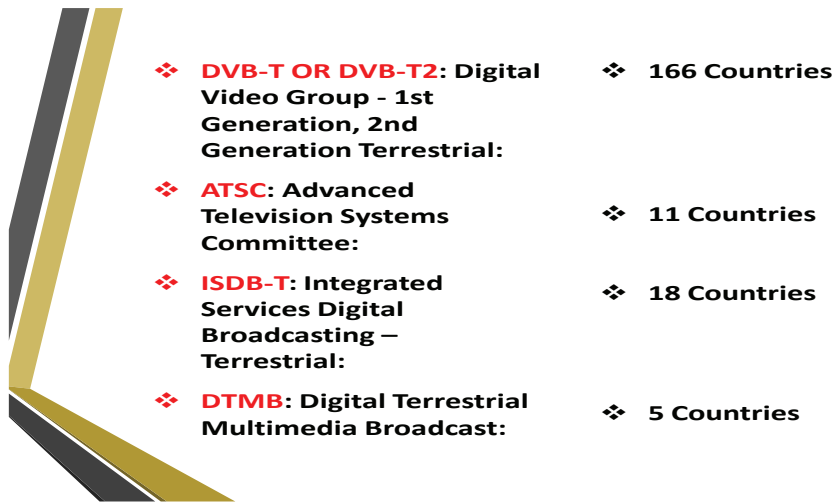 ❖ DVB-T OR DVB-T2: Digital
Video Group - 1st
Generation, 2nd
Generation Terrestrial:
❖ 166 Countries
❖ ATSC: Advanced
Television Systems
Committee:
❖ 11 Countries
❖ ISDB-T: Integrated
Services Digital
Broadcasting –
Terrestrial:
❖ 18 Countries
❖ DTMB: Digital Terrestrial
Multimedia Broadcast:
❖ 5 Countries